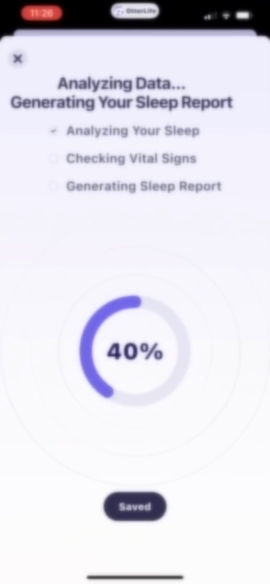 11:26
OtterLife
Analyzing Data...
Generating Your Sleep Report
Analyzing Your Sleep
Checking Vital Signs
Generating Sleep Report
40%
Saved